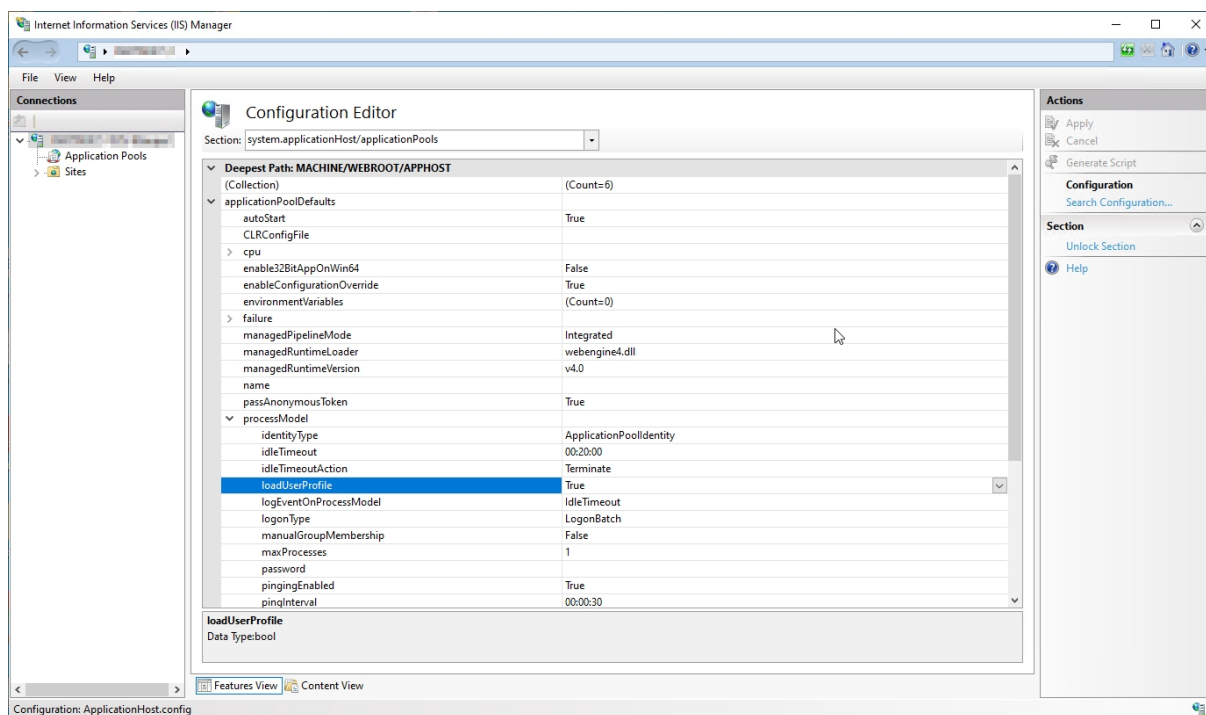 Internet Information Services (IIS) Manager
File View Help
Connections
Application Pools
Sites
Configuration Editor
Section: system.applicationHost/applicationPools
Deepest Path: MACHINE/WEBROOT/APPHOST
(Collection) (Count=6)
applicationPoolDefaults
autoStart True
CLRConfigFile
cpu
enable32BitAppOnWin64 False
enableConfigurationOverride True
environmentVariables (Count=0)
failure
managedPipelineMode Integrated
managedRuntimeLoader webengine4.dll
managedRuntimeVersion v4.0
name
passAnonymousToken True
processModel
identityType ApplicationPoolIdentity
idleTimeout 00:20:00
idleTimeoutAction Terminate
loadUserProfile True
logEventOnProcessModel IdleTimeout
logonType LogonBatch
manualGroupMembership False
maxProcesses 1
password
pingingEnabled True
pingInterval 00:00:30
loadUserProfile
Data Type:bool
Features View Content View
Actions
Apply
Cancel
Generate Script
Configuration
Search Configuration...
Section
Unlock Section
Help
Configuration: ApplicationHost.config